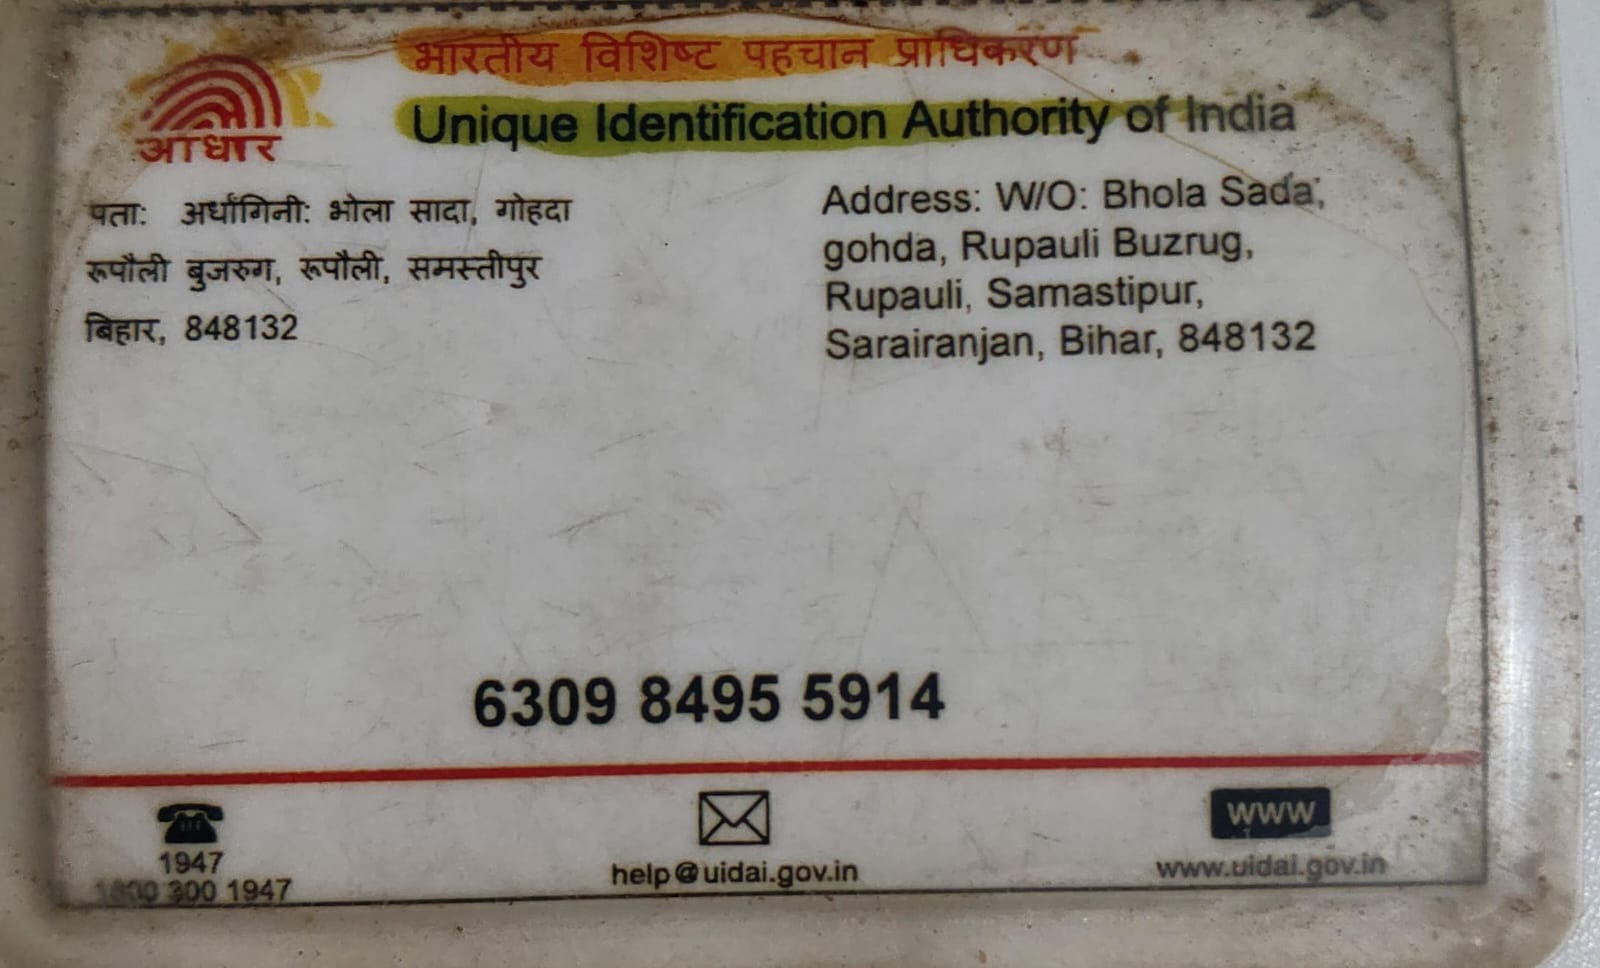 भारतीय विशिष्ट पहचान प्राधिकरण
Unique Identification Authority of India
आधार
पता: अर्धांगिनी: भोला सादा, गोहदा
रूपौली बुजरुग, रूपौली, समस्तीपुर
बिहार, 848132
Address: W/O: Bhola Sada,
gohda, Rupauli Buzrug,
Rupauli, Samastipur,
Sarairanjan, Bihar, 848132
6309 8495 5914
1947
1800 300 1947
help@uidai.gov.in
WWW
www.uidai.gov.in